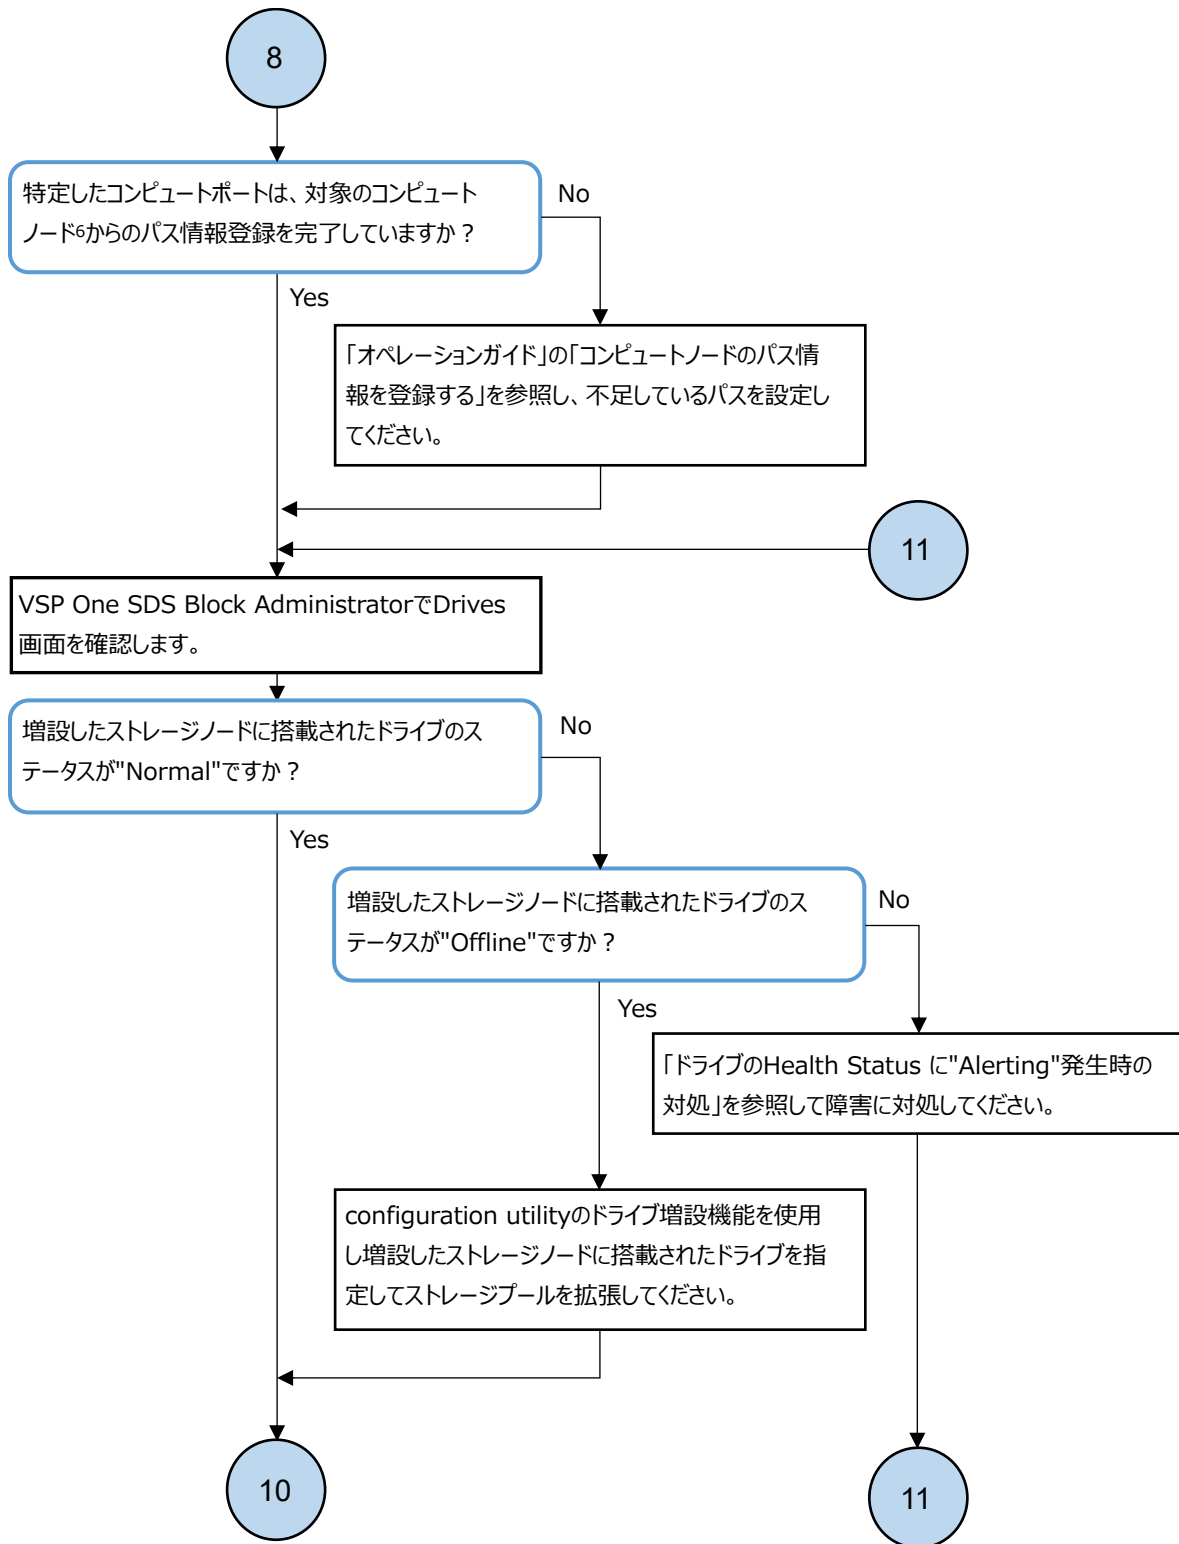 8
特定したコンピュートポートは、対象のコンピュート
ノード6からのパス情報登録を完了していますか？
No
Yes
「オペレーションガイド」の「コンピュートノードのパス情
報を登録する」を参照し、不足しているパスを設定し
てください。
11
VSP One SDS Block AdministratorでDrives
画面を確認します。
増設したストレージノードに搭載されたドライブのス
テータスが"Normal"ですか？
No
Yes
増設したストレージノードに搭載されたドライブのス
テータスが"Offline"ですか？
No
Yes
「ドライブのHealth Status に"Alerting"発生時の
対処」を参照して障害に対処してください。
configuration utilityのドライブ増設機能を使用
し増設したストレージノードに搭載されたドライブを指
定してストレージプールを拡張してください。
10
11